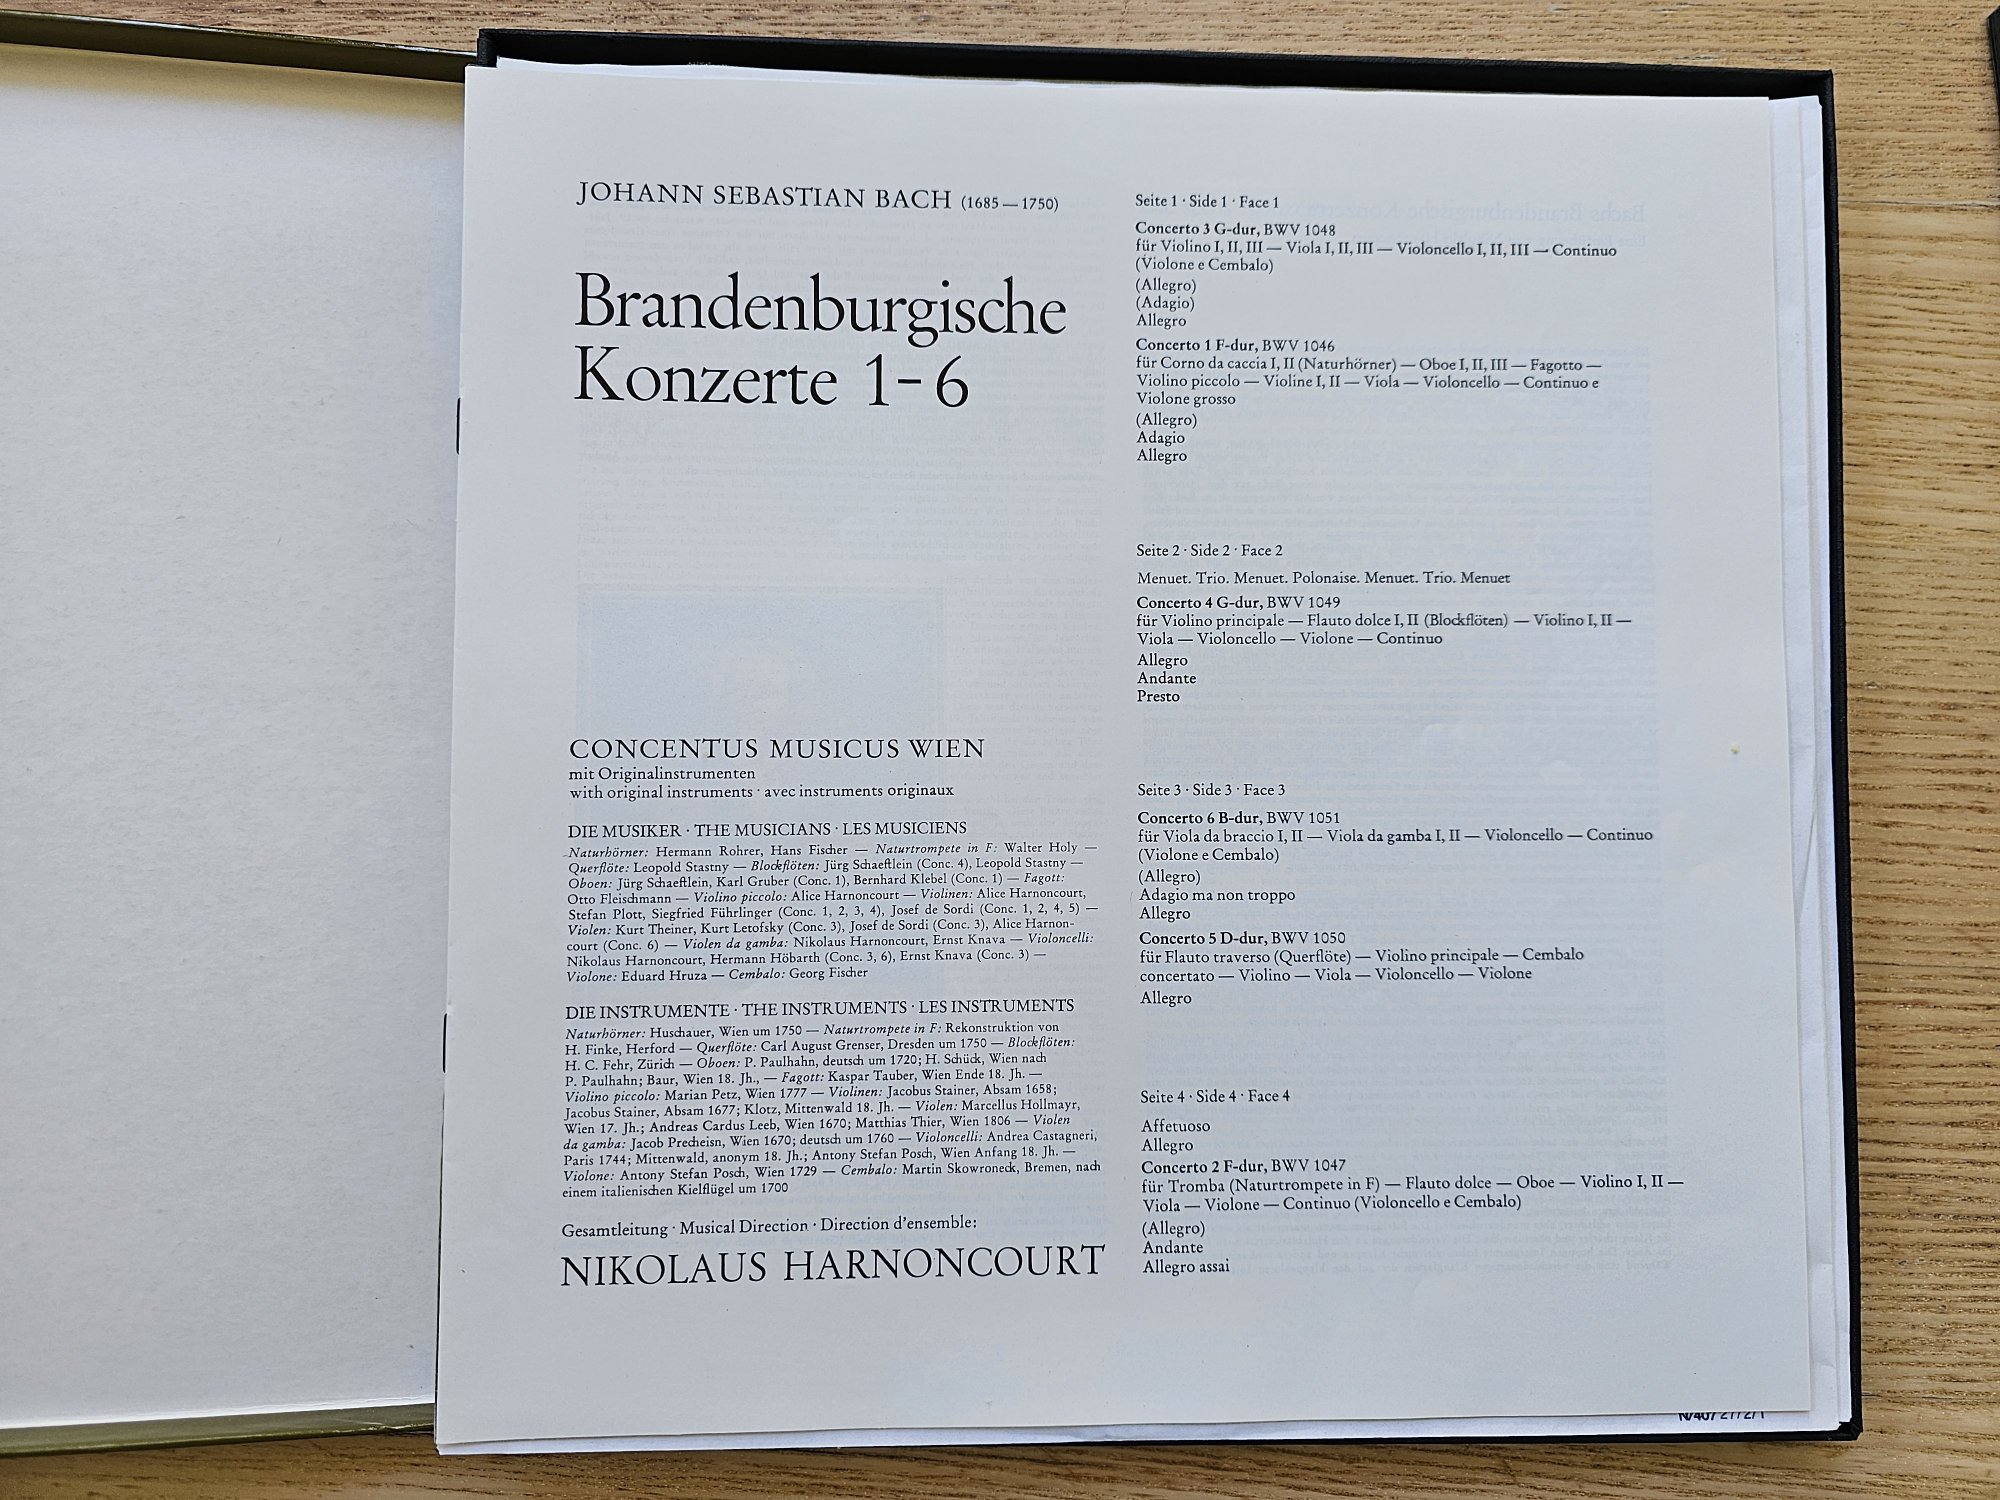 JOHANN SEBASTIAN BACH (1685—1750)
Brandenburgische
Konzerte 1-6
CONCENTUS MUSICUS WIEN
mit Originalinstrumenten
with original instruments · avec instruments originaux
DIE MUSIKER · THE MUSICIANS · LES MUSICIENS
Naturhörner: Hermann Rohrer, Hans Fischer — Naturtrompete in F: Walter Holy —
Querflöte: Leopold Stastny — Blockflöten: Jürg Schaeftlein (Conc. 4), Leopold Stastny —
Oboen: Jürg Schaeftlein, Karl Gruber (Conc. 1), Bernhard Klebel (Conc. 1) — Fagott:
Otto Fleischmann — Violino piccolo: Alice Harnoncourt — Violinen: Alice Harnoncourt,
Stefan Plott, Siegfried Führlinger (Conc. 1, 2, 3, 4), Josef de Sordi (Conc. 1, 2, 4, 5) —
Violen: Kurt Theiner, Kurt Letofsky (Conc. 3), Josef de Sordi (Conc. 3), Alice Harnon-
court (Conc. 6) — Violen da gamba: Nikolaus Harnoncourt, Ernst Knava — Violoncelli:
Nikolaus Harnoncourt, Hermann Höbarth (Conc. 3, 6), Ernst Knava (Conc. 3) —
Violone: Eduard Hruza — Cembalo: Georg Fischer
DIE INSTRUMENTE · THE INSTRUMENTS · LES INSTRUMENTS
Naturhörner: Huschauer, Wien um 1750 — Naturtrompete in F: Rekonstruktion von
H. Finke, Herford — Querflöte: Carl August Grenser, Dresden um 1750 — Blockflöten:
H. C. Fehr, Zürich — Oboen: P. Paulhahn, deutsch um 1720; H. Schück, Wien nach
P. Paulhahn; Baur, Wien 18. Jh., — Fagott: Kaspar Tauber, Wien Ende 18. Jh. —
Violino piccolo: Marian Petz, Wien 1777 — Violinen: Jacobus Stainer, Absam 1658;
Jacobus Stainer, Absam 1677; Klotz, Mittenwald 18. Jh. — Violen: Marcellus Hollmayr,
Wien 17. Jh.; Andreas Cardus Leeb, Wien 1670; Matthias Thier, Wien 1806 — Violen
da gamba: Jacob Precheisn, Wien 1670; deutsch um 1760 — Violoncelli: Andrea Castagneri,
Paris 1744; Mittenwald, anonym 18. Jh.; Antony Stefan Posch, Wien Anfang 18. Jh. —
Violone: Antony Stefan Posch, Wien 1729 — Cembalo: Martin Skowroneck, Bremen, nach
einem italienischen Kielflügel um 1700
Gesamtleitung · Musical Direction · Direction d'ensemble:
NIKOLAUS HARNONCOURT
Seite 1 · Side 1 · Face 1
Concerto 3 G-dur, BWV 1048
für Violino I, II, III — Viola I, II, III — Violoncello I, II, III — Continuo
(Violone e Cembalo)
(Allegro)
(Adagio)
Allegro
Concerto 1 F-dur, BWV 1046
für Corno da caccia I, II (Naturhörner) — Oboe I, II, III — Fagotto —
Violino piccolo — Violine I, II — Viola — Violoncello — Continuo e
Violone grosso
(Allegro)
Adagio
Allegro
Seite 2 · Side 2 · Face 2
Menuet. Trio. Menuet. Polonaise. Menuet. Trio. Menuet
Concerto 4 G-dur, BWV 1049
für Violino principale — Flauto dolce I, II (Blockflöten) — Violino I, II —
Viola — Violoncello — Violone — Continuo
Allegro
Andante
Presto
Seite 3 · Side 3 · Face 3
Concerto 6 B-dur, BWV 1051
für Viola da braccio I, II — Viola da gamba I, II — Violoncello — Continuo
(Violone e Cembalo)
(Allegro)
Adagio ma non troppo
Allegro
Concerto 5 D-dur, BWV 1050
für Flauto traverso (Querflöte) — Violino principale — Cembalo
concertato — Violino — Viola — Violoncello — Violone
Allegro
Seite 4 · Side 4 · Face 4
Affetuoso
Allegro
Concerto 2 F-dur, BWV 1047
für Tromba (Naturtrompete in F) — Flauto dolce — Oboe — Violino I, II —
Viola — Violone — Continuo (Violoncello e Cembalo)
(Allegro)
Andante
Allegro assai